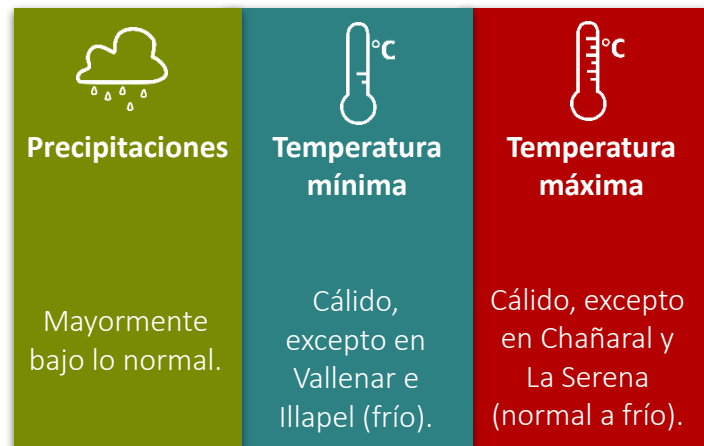 Precipitaciones
Mayormente
bajo lo normal.
°C
Temperatura
mínima
Cálido,
excepto en
Vallenar e
Illapel (frío).
°C
Temperatura
máxima
Cálido, excepto
en Chañaral y
La Serena
(normal a frío).